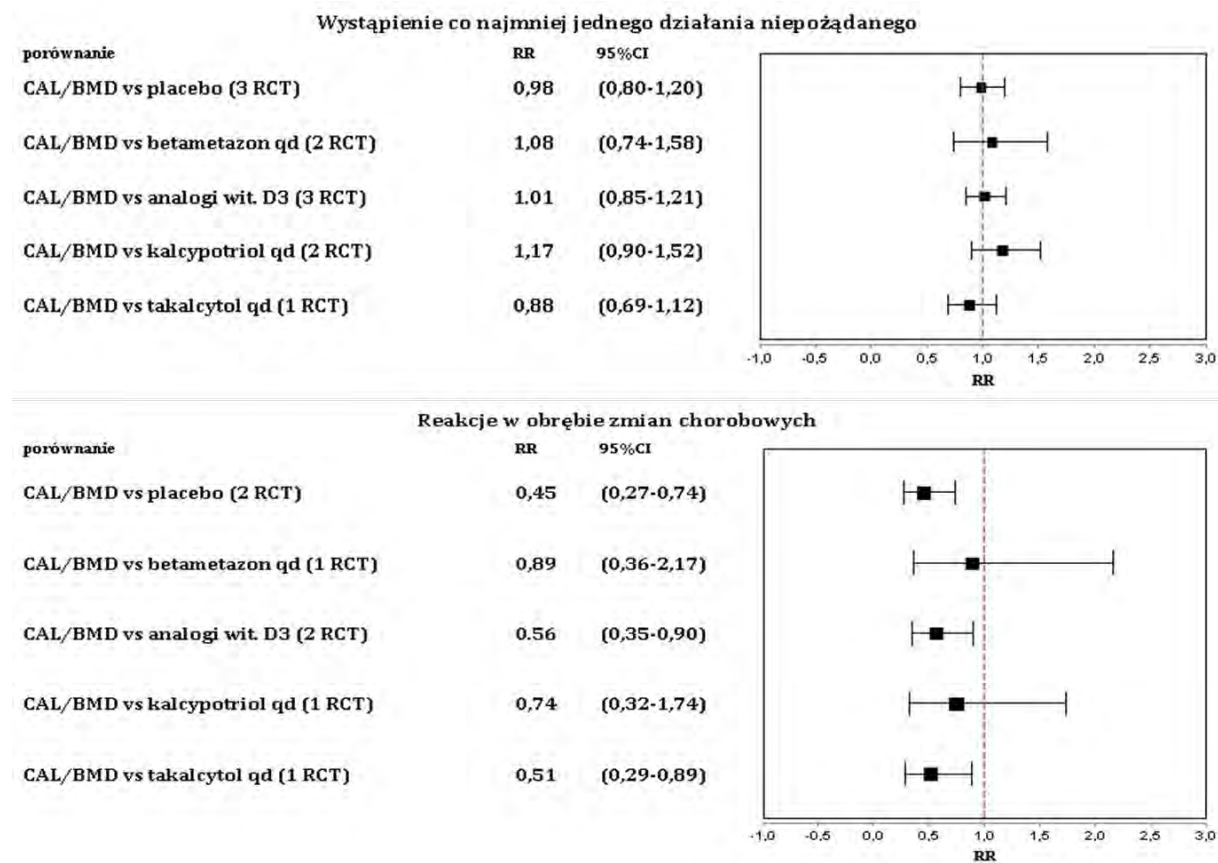 Wystąpienie co najmniej jednego działania niepożądanego
porównanie RR 95%CI
CAL/BMD vs placebo (3 RCT) 0,98 (0,80-1,20)
CAL/BMD vs betametazon qd (2 RCT) 1,08 (0,74-1,58)
CAL/BMD vs analogi wit. D3 (3 RCT) 1.01 (0,85-1,21)
CAL/BMD vs kalcypotriol qd (2 RCT) 1,17 (0,90-1,52)
CAL/BMD vs takalcytol qd (1 RCT) 0,88 (0,69-1,12)
-1,0 -0,5 0,0 0,5 1,0 1,5 2,0 2,5 3,0
RR
Reakcje w obrębie zmian chorobowych
porównanie RR 95%CI
CAL/BMD vs placebo (2 RCT) 0,45 (0,27-0,74)
CAL/BMD vs betametazon qd (1 RCT) 0,89 (0,36-2,17)
CAL/BMD vs analogi wit. D3 (2 RCT) 0.56 (0,35-0,90)
CAL/BMD vs kalcypotriol qd (1 RCT) 0,74 (0,32-1,74)
CAL/BMD vs takalcytol qd (1 RCT) 0,51 (0,29-0,89)
-1,0 -0,5 0,0 0,5 1,0 1,5 2,0 2,5 3,0
RR